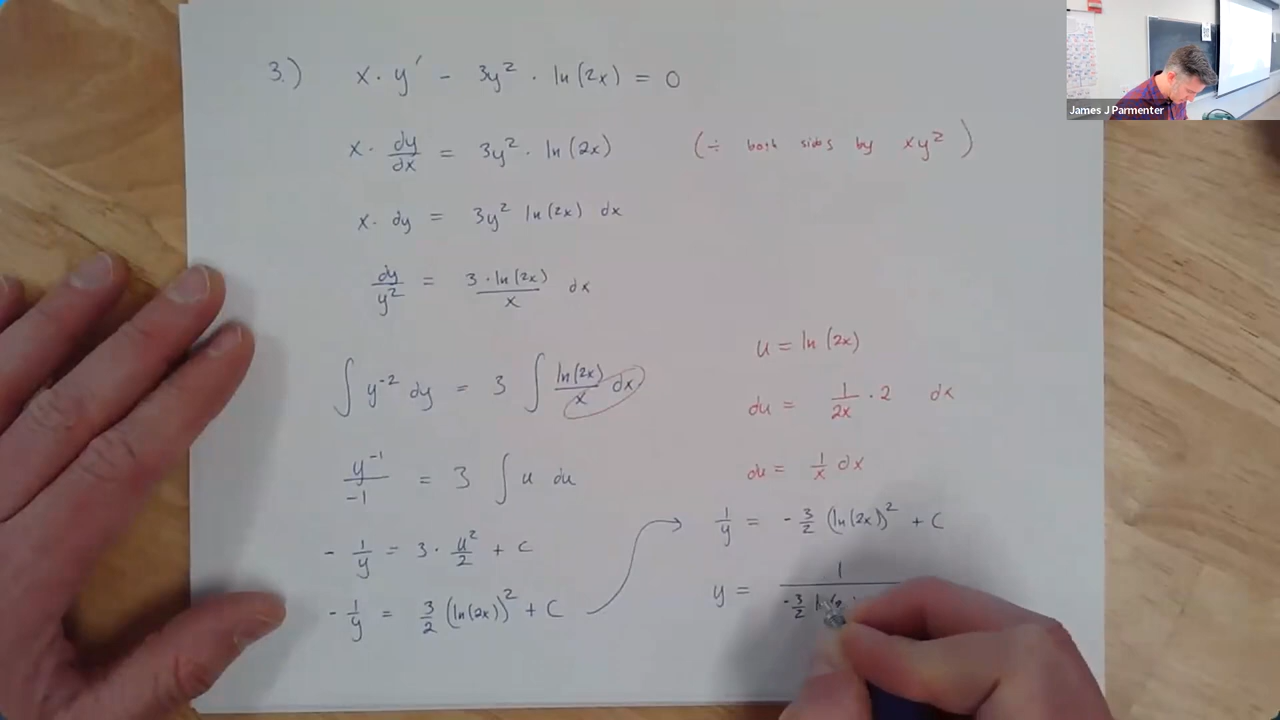 3.) x · y' - 3y² · ln(2x) = 0
x · dy/dx = 3y² · ln(2x) (÷ both sides by xy²)
x · dy = 3y² ln(2x) dx
dy/y² = 3 · ln(2x)/x dx
∫ y⁻² dy = 3 ∫ ln(2x)/x dx
y⁻¹/-1 = 3 ∫ u du
- 1/y = 3 · u²/2 + C
- 1/y = 3/2 (ln(2x))² + C
u = ln(2x)
du = 1/2x · 2 dx
du = 1/x dx
1/y = - 3/2 (ln(2x))² + C
y = 1/-3/2
James J Parmenter